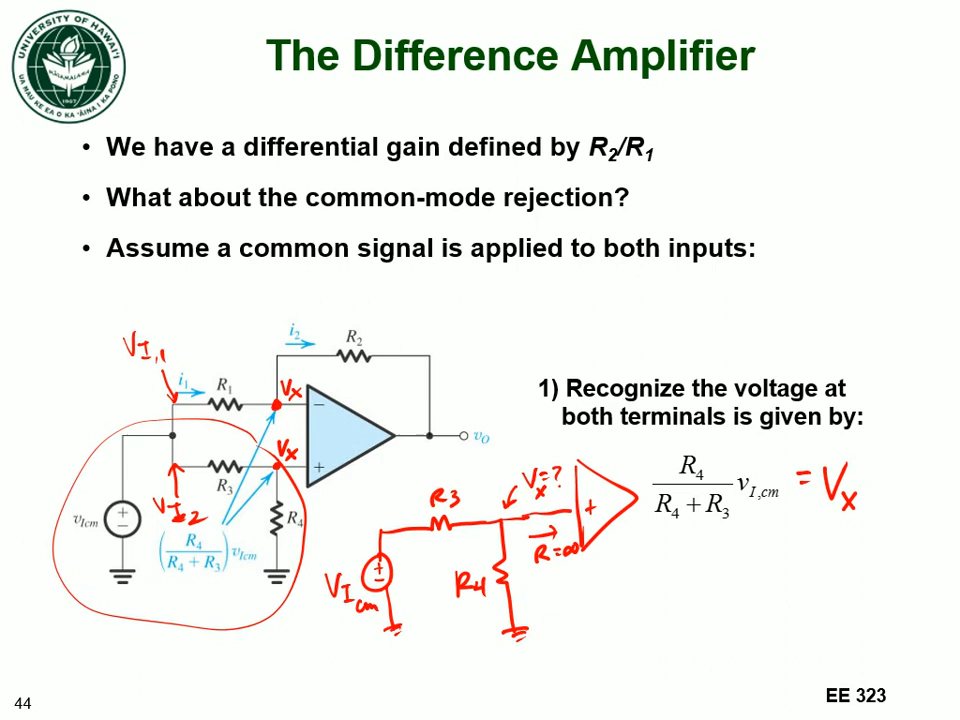 UNIVERSITY OF HAWAI'I
MĀLAMALAMA
1907
UA MAU KE EA O KA 'ĀINA I KA PONO
The Difference Amplifier
• We have a differential gain defined by R2/R1
• What about the common-mode rejection?
• Assume a common signal is applied to both inputs:
VI,1
i1
R1
i2
R2
Vx
−
vO
Vx
+
R3
VI2
R4
vIcm
+
−
(R4/(R4 + R3)) vIcm
1) Recognize the voltage at
both terminals is given by:
R4/(R4 + R3) vI,cm = Vx
R3
Vx=?
+
R=∞
R4
+
−
VIcm
44
EE 323